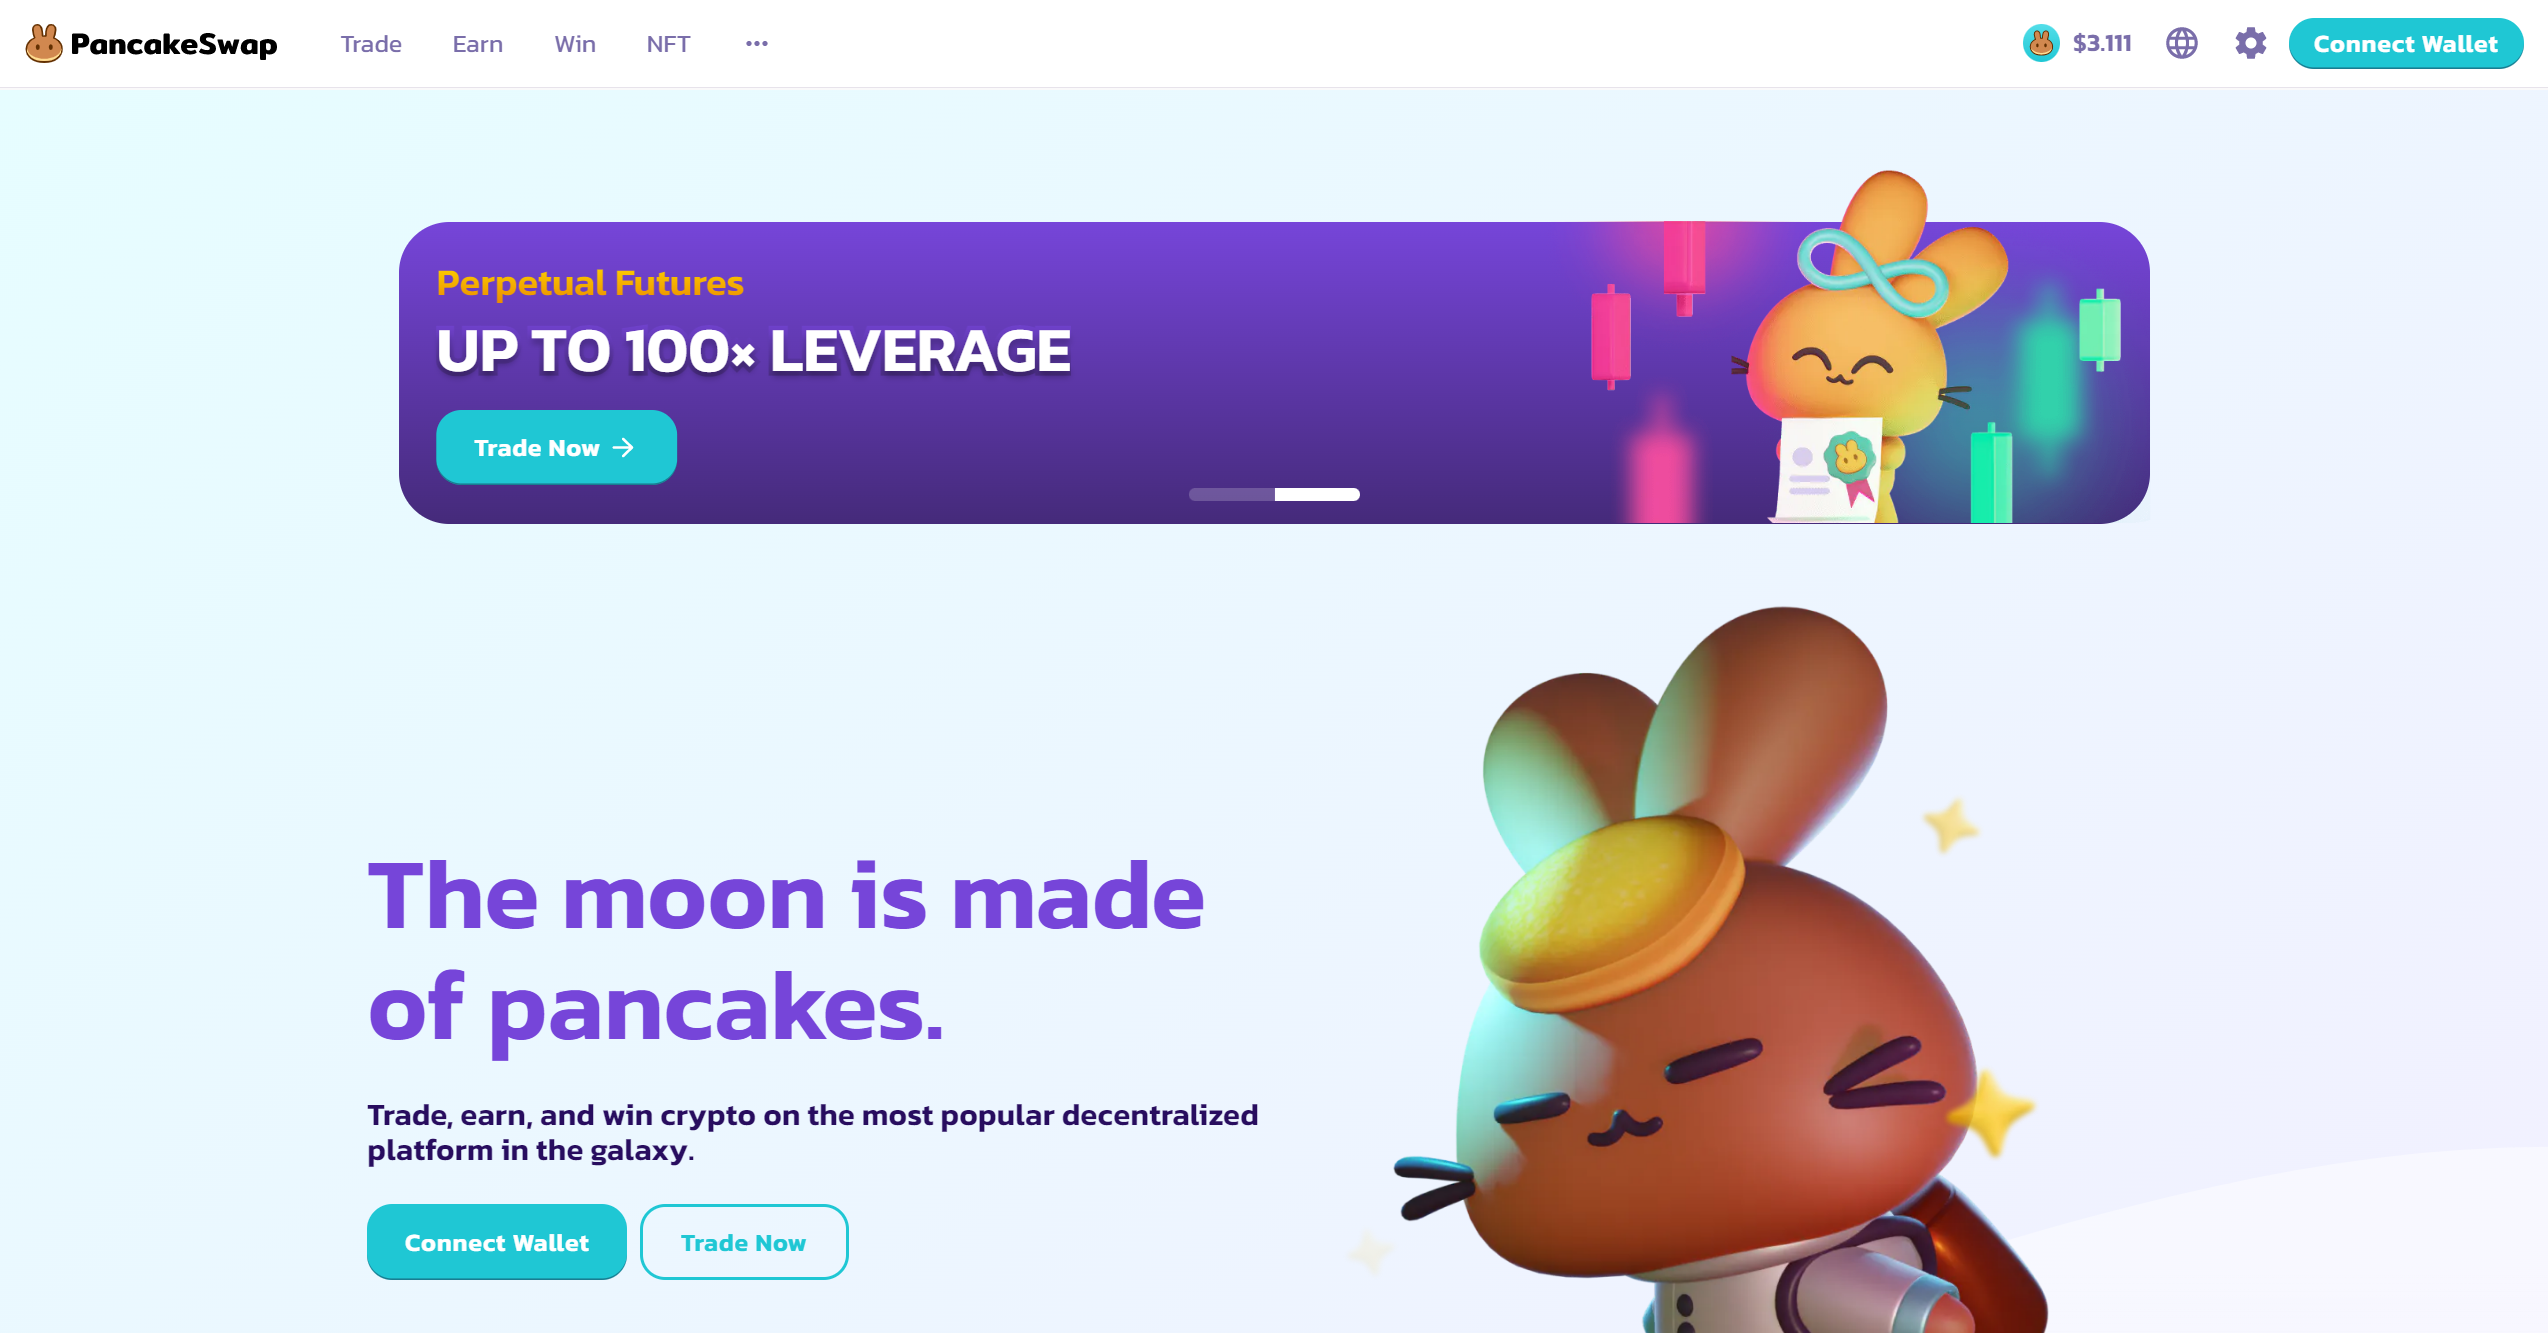 PancakeSwap
Trade
Earn
Win
NFT
$3.111
Connect Wallet
Perpetual Futures
UP TO 100× LEVERAGE
Trade Now
The moon is made
of pancakes.
Trade, earn, and win crypto on the most popular decentralized
platform in the galaxy.
Connect Wallet
Trade Now